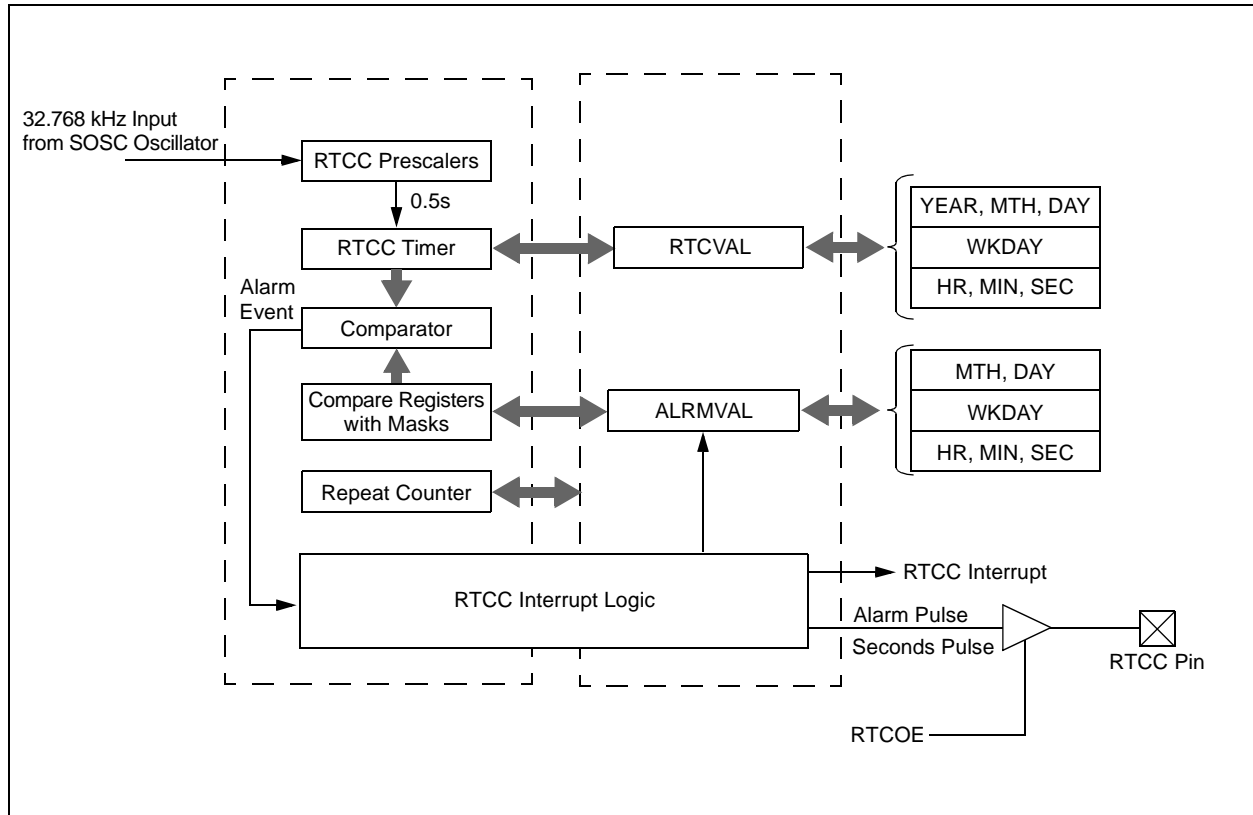 32.768 kHz Input
from SOSC Oscillator
RTCC Prescalers
0.5s
RTCC Timer
RTCVAL
YEAR, MTH, DAY
WKDAY
HR, MIN, SEC
Alarm
Event
Comparator
Compare Registers
with Masks
ALRMVAL
MTH, DAY
WKDAY
HR, MIN, SEC
Repeat Counter
RTCC Interrupt Logic
RTCC Interrupt
Alarm Pulse
Seconds Pulse
RTCC Pin
RTCOE